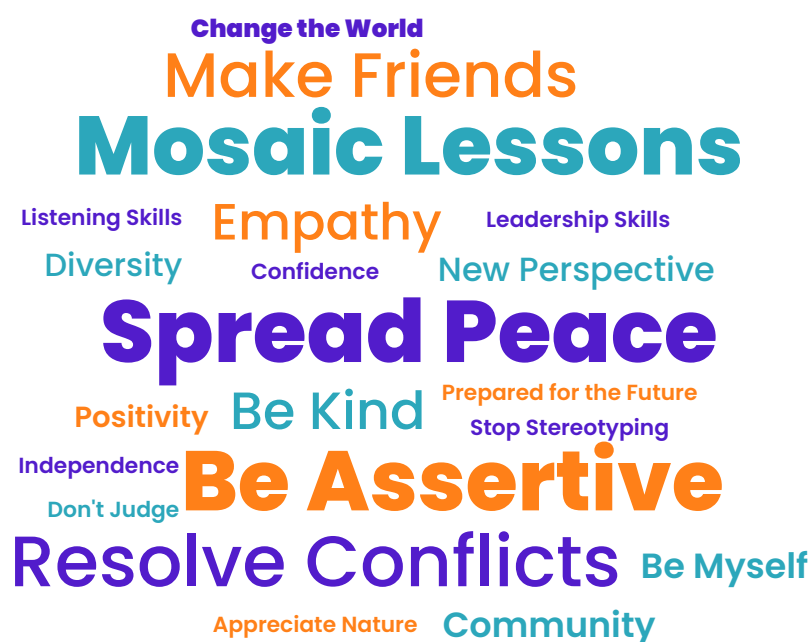 Change the World
Make Friends
Mosaic Lessons
Listening Skills
Empathy
Leadership Skills
Diversity
Confidence
New Perspective
Spread Peace
Positivity
Be Kind
Prepared for the Future
Stop Stereotyping
Independence
Be Assertive
Don't Judge
Resolve Conflicts
Be Myself
Appreciate Nature
Community